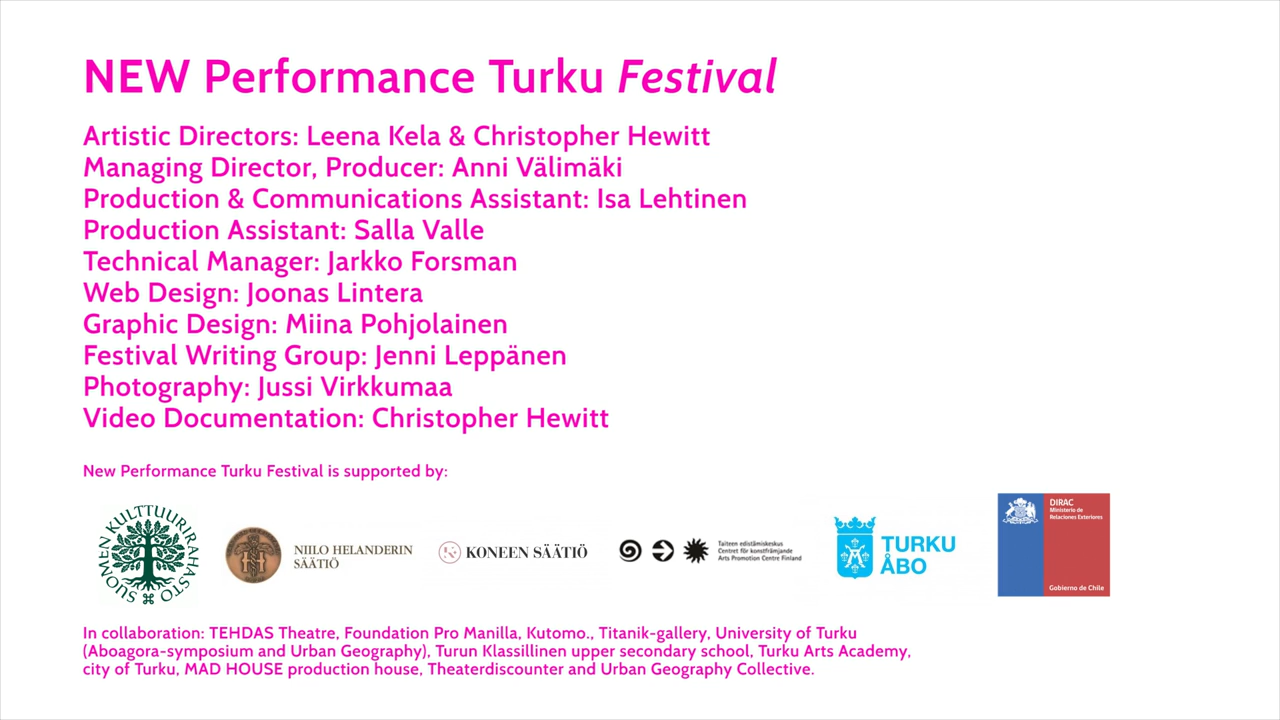 NEW Performance Turku Festival
Artistic Directors: Leena Kela & Christopher Hewitt
Managing Director, Producer: Anni Välimäki
Production & Communications Assistant: Isa Lehtinen
Production Assistant: Salla Valle
Technical Manager: Jarkko Forsman
Web Design: Joonas Lintera
Graphic Design: Miina Pohjolainen
Festival Writing Group: Jenni Leppänen
Photography: Jussi Virkkumaa
Video Documentation: Christopher Hewitt
New Performance Turku Festival is supported by:
SUOMEN KULTTUURIRAHASTO
NIILO HELANDERIN
SÄÄTIÖ
KONEEN SÄÄTIÖ
Taiteen edistämiskeskus
Centret för konstfrämjande
Arts Promotion Centre Finland
TURKU
ÅBO
DIRAC
Ministerio de
Relaciones Exteriores
Gobierno de Chile
In collaboration: TEHDAS Theatre, Foundation Pro Manilla, Kutomo., Titanik-gallery, University of Turku
(Aboagora-symposium and Urban Geography), Turun Klassillinen upper secondary school, Turku Arts Academy,
city of Turku, MAD HOUSE production house, Theaterdiscounter and Urban Geography Collective.